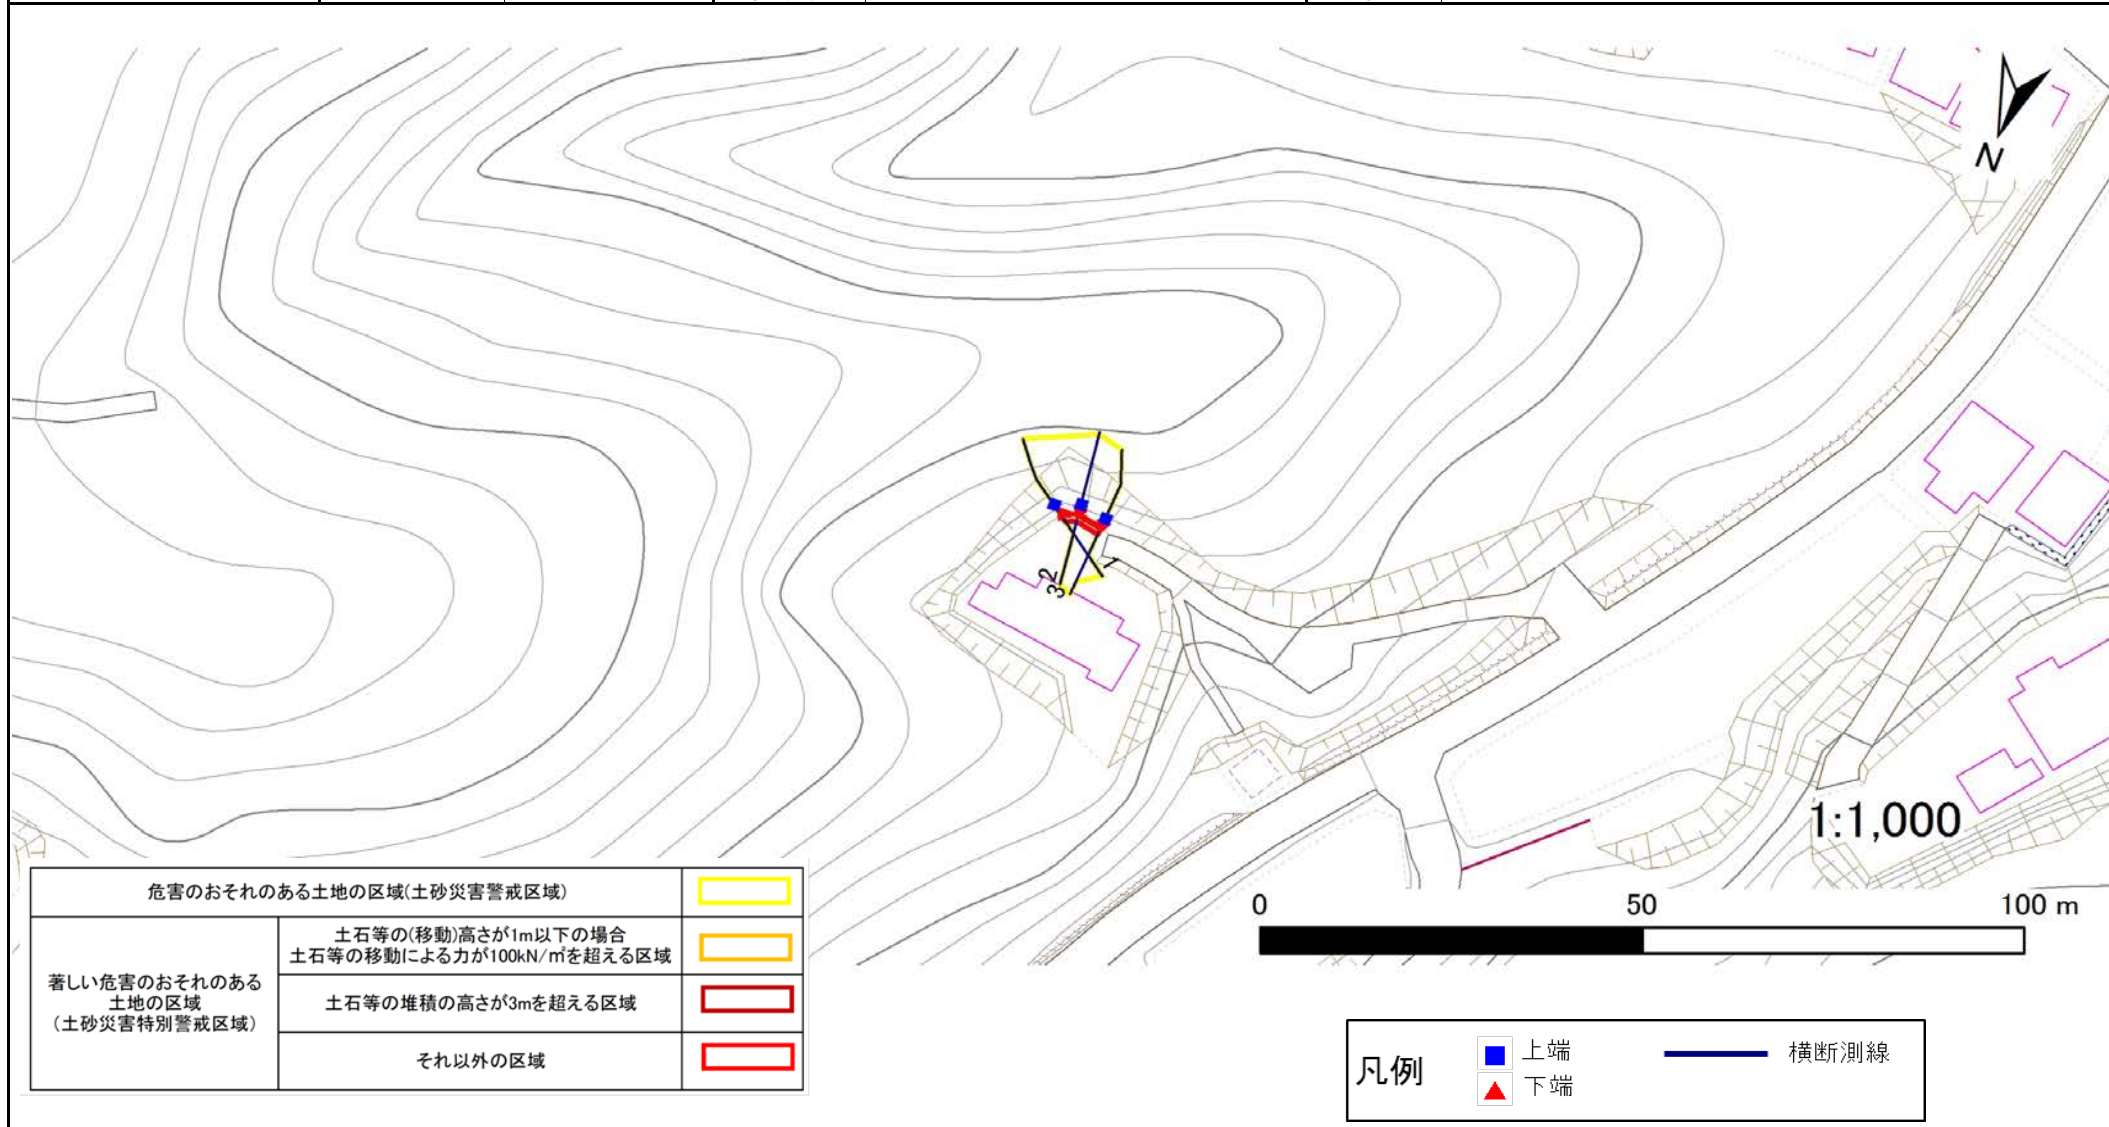 N
1
2
3
1:1,000
0 50 100 m
危害のおそれのある土地の区域(土砂災害警戒区域)
著しい危害のおそれのある
土地の区域
(土砂災害特別警戒区域)
土石等の(移動)高さが1m以下の場合
土石等の移動による力が100kN/㎡を超える区域
土石等の堆積の高さが3mを超える区域
それ以外の区域
凡例
上端
下端
横断測線